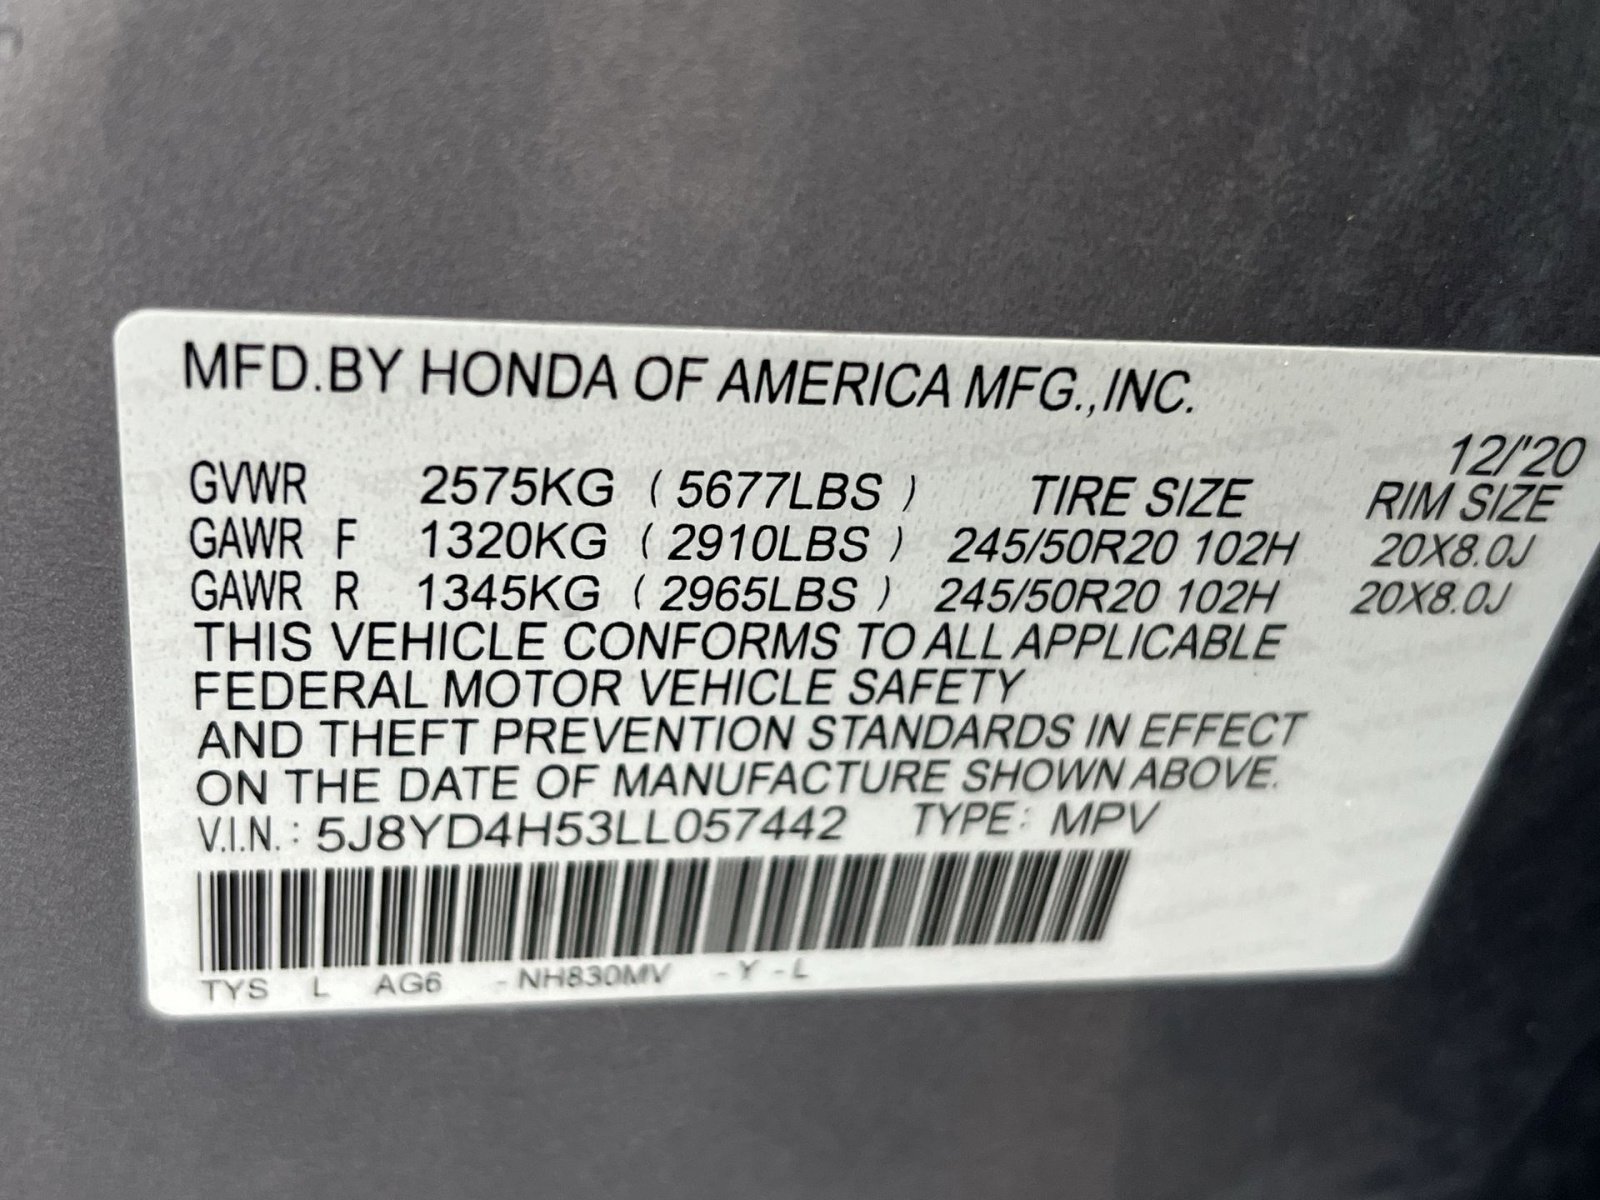 MFD.BY HONDA OF AMERICA MFG.,INC.
12/'20
GVWR 2575KG ( 5677LBS ) TIRE SIZE RIM SIZE
GAWR F 1320KG ( 2910LBS ) 245/50R20 102H 20X8.0J
GAWR R 1345KG ( 2965LBS ) 245/50R20 102H 20X8.0J
THIS VEHICLE CONFORMS TO ALL APPLICABLE
FEDERAL MOTOR VEHICLE SAFETY
AND THEFT PREVENTION STANDARDS IN EFFECT
ON THE DATE OF MANUFACTURE SHOWN ABOVE.
V.I.N.: 5J8YD4H53LL057442 TYPE: MPV
TYS L AG6 - NH830MV - Y - L